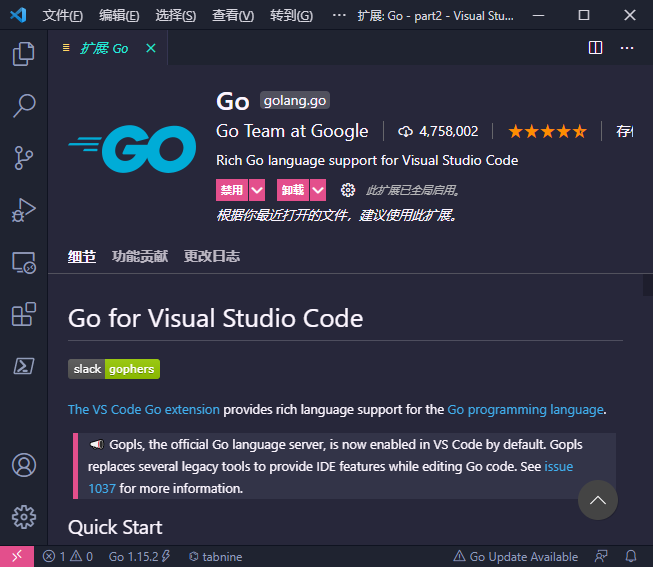 文件(F) 编辑(E) 选择(S) 查看(V) 转到(G) ··· 扩展: Go - part2 - Visual Stu...
扩展: Go
Go golang.go
GO
Go Team at Google 4,758,002
Rich Go language support for Visual Studio Code
禁用 卸载 此扩展已全局启用。
根据你最近打开的文件，建议使用此扩展。
细节 功能贡献 更改日志
Go for Visual Studio Code
slack gophers
The VS Code Go extension provides rich language support for the Go programming language.
Gopls, the official Go language server, is now enabled in VS Code by default. Gopls
replaces several legacy tools to provide IDE features while editing Go code. See issue
1037 for more information.
Quick Start
1 0 Go 1.15.2 tabnine Go Update Available